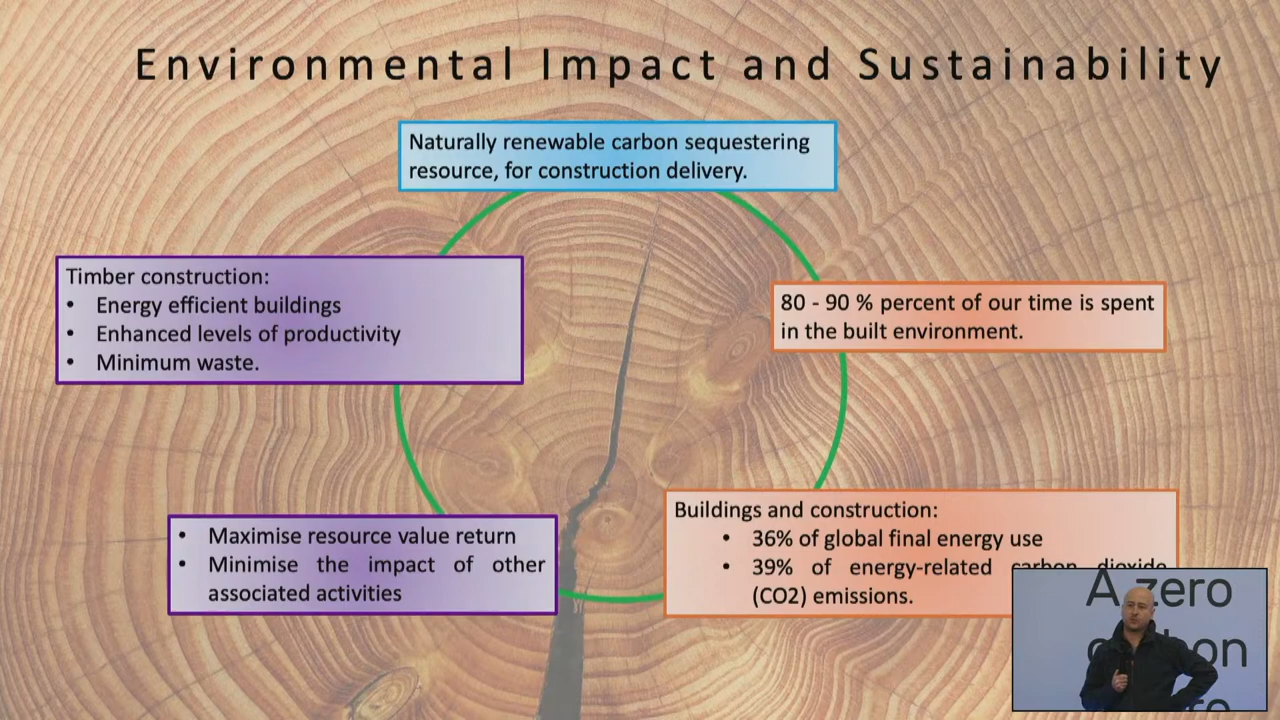 Environmental Impact and Sustainability
Naturally renewable carbon sequestering
resource, for construction delivery.
Timber construction:
• Energy efficient buildings
• Enhanced levels of productivity
• Minimum waste.
80 - 90 % percent of our time is spent
in the built environment.
• Maximise resource value return
• Minimise the impact of other
associated activities
Buildings and construction:
• 36% of global final energy use
• 39% of energy-related carbon dioxide
(CO2) emissions.
A zero